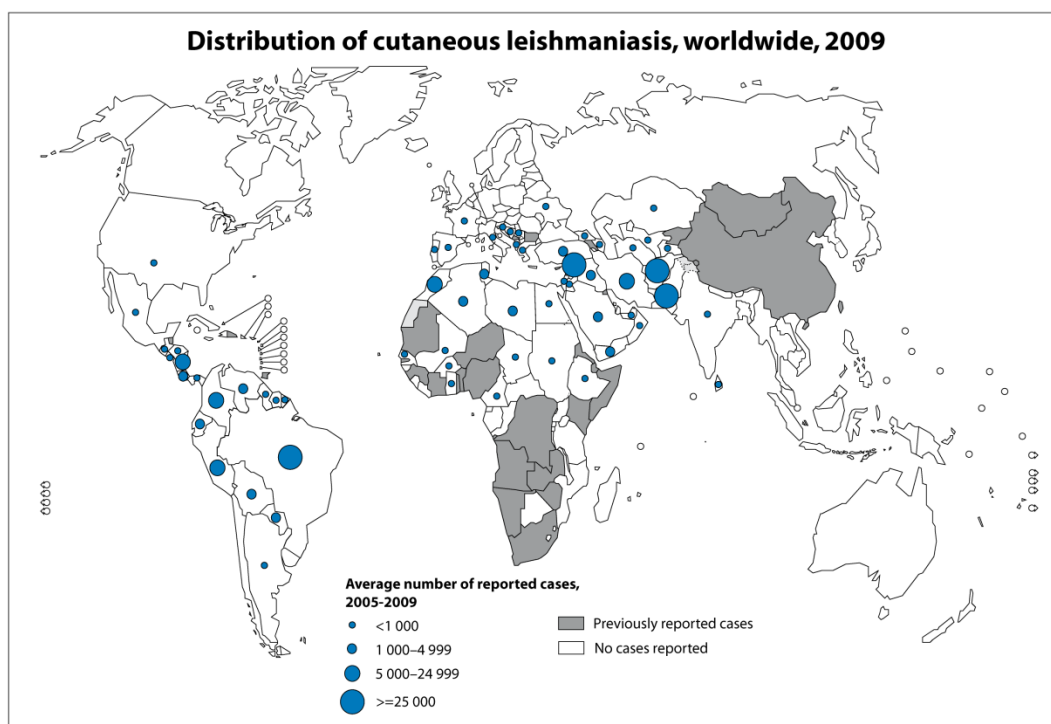 Distribution of cutaneous leishmaniasis, worldwide, 2009
Average number of reported cases,
2005-2009
<1 000
1 000–4 999
5 000–24 999
>=25 000
Previously reported cases
No cases reported